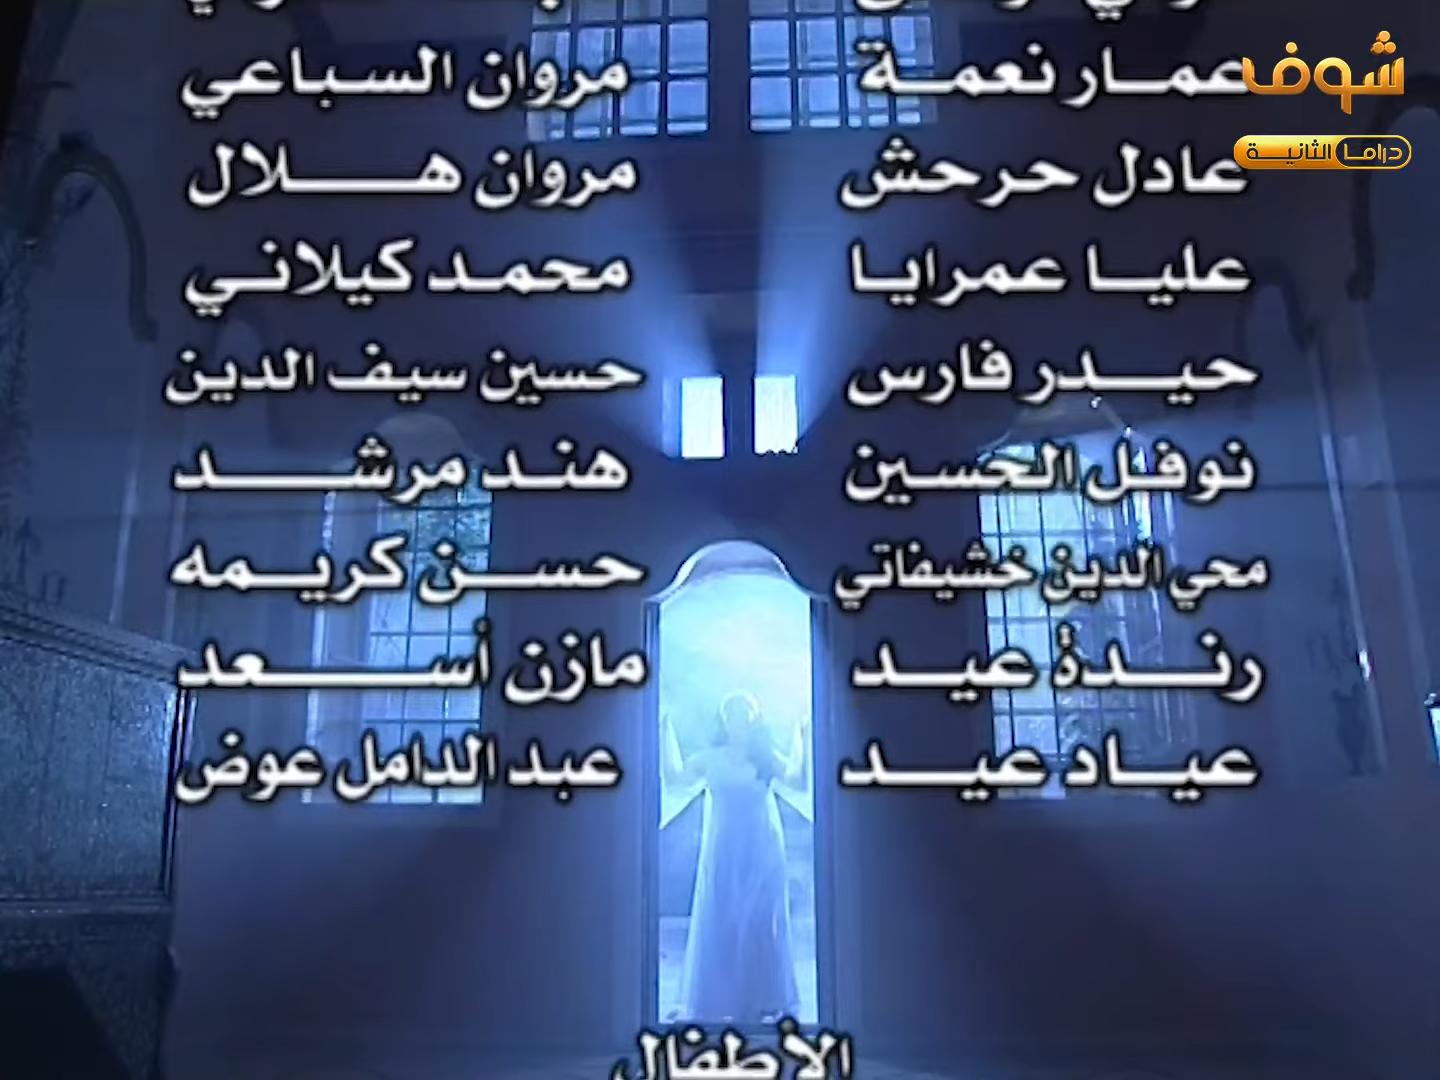 شوف
دراما الثانية
عمار نعمة
مروان السباعي
عادل حرحش
مروان هلال
عليا عمرايا
محمد كيلاني
حيدر فارس
حسين سيف الدين
نوفل الحسين
هند مرشد
محي الدين خشيفاتي
حسن كريمه
رندة عيد
مازن أسعد
عياد عيد
عبد الدامل عوض
الأطفال